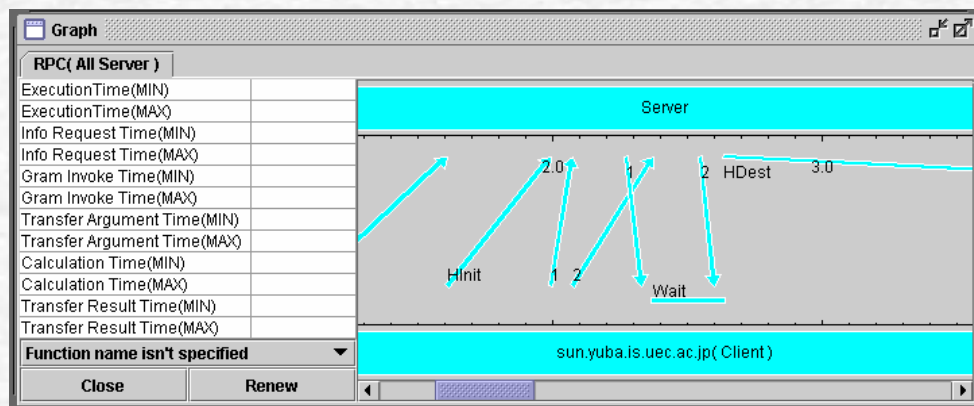 Graph
RPC( All Server )
ExecutionTime(MIN)
ExecutionTime(MAX)
Info Request Time(MIN)
Info Request Time(MAX)
Gram Invoke Time(MIN)
Gram Invoke Time(MAX)
Transfer Argument Time(MIN)
Transfer Argument Time(MAX)
Calculation Time(MIN)
Calculation Time(MAX)
Transfer Result Time(MIN)
Transfer Result Time(MAX)
Function name isn't specified
Close Renew
Server
2.0 1 2 HDest 3.0
HInit 1 2
Wait
sun.yuba.is.uec.ac.jp( Client )